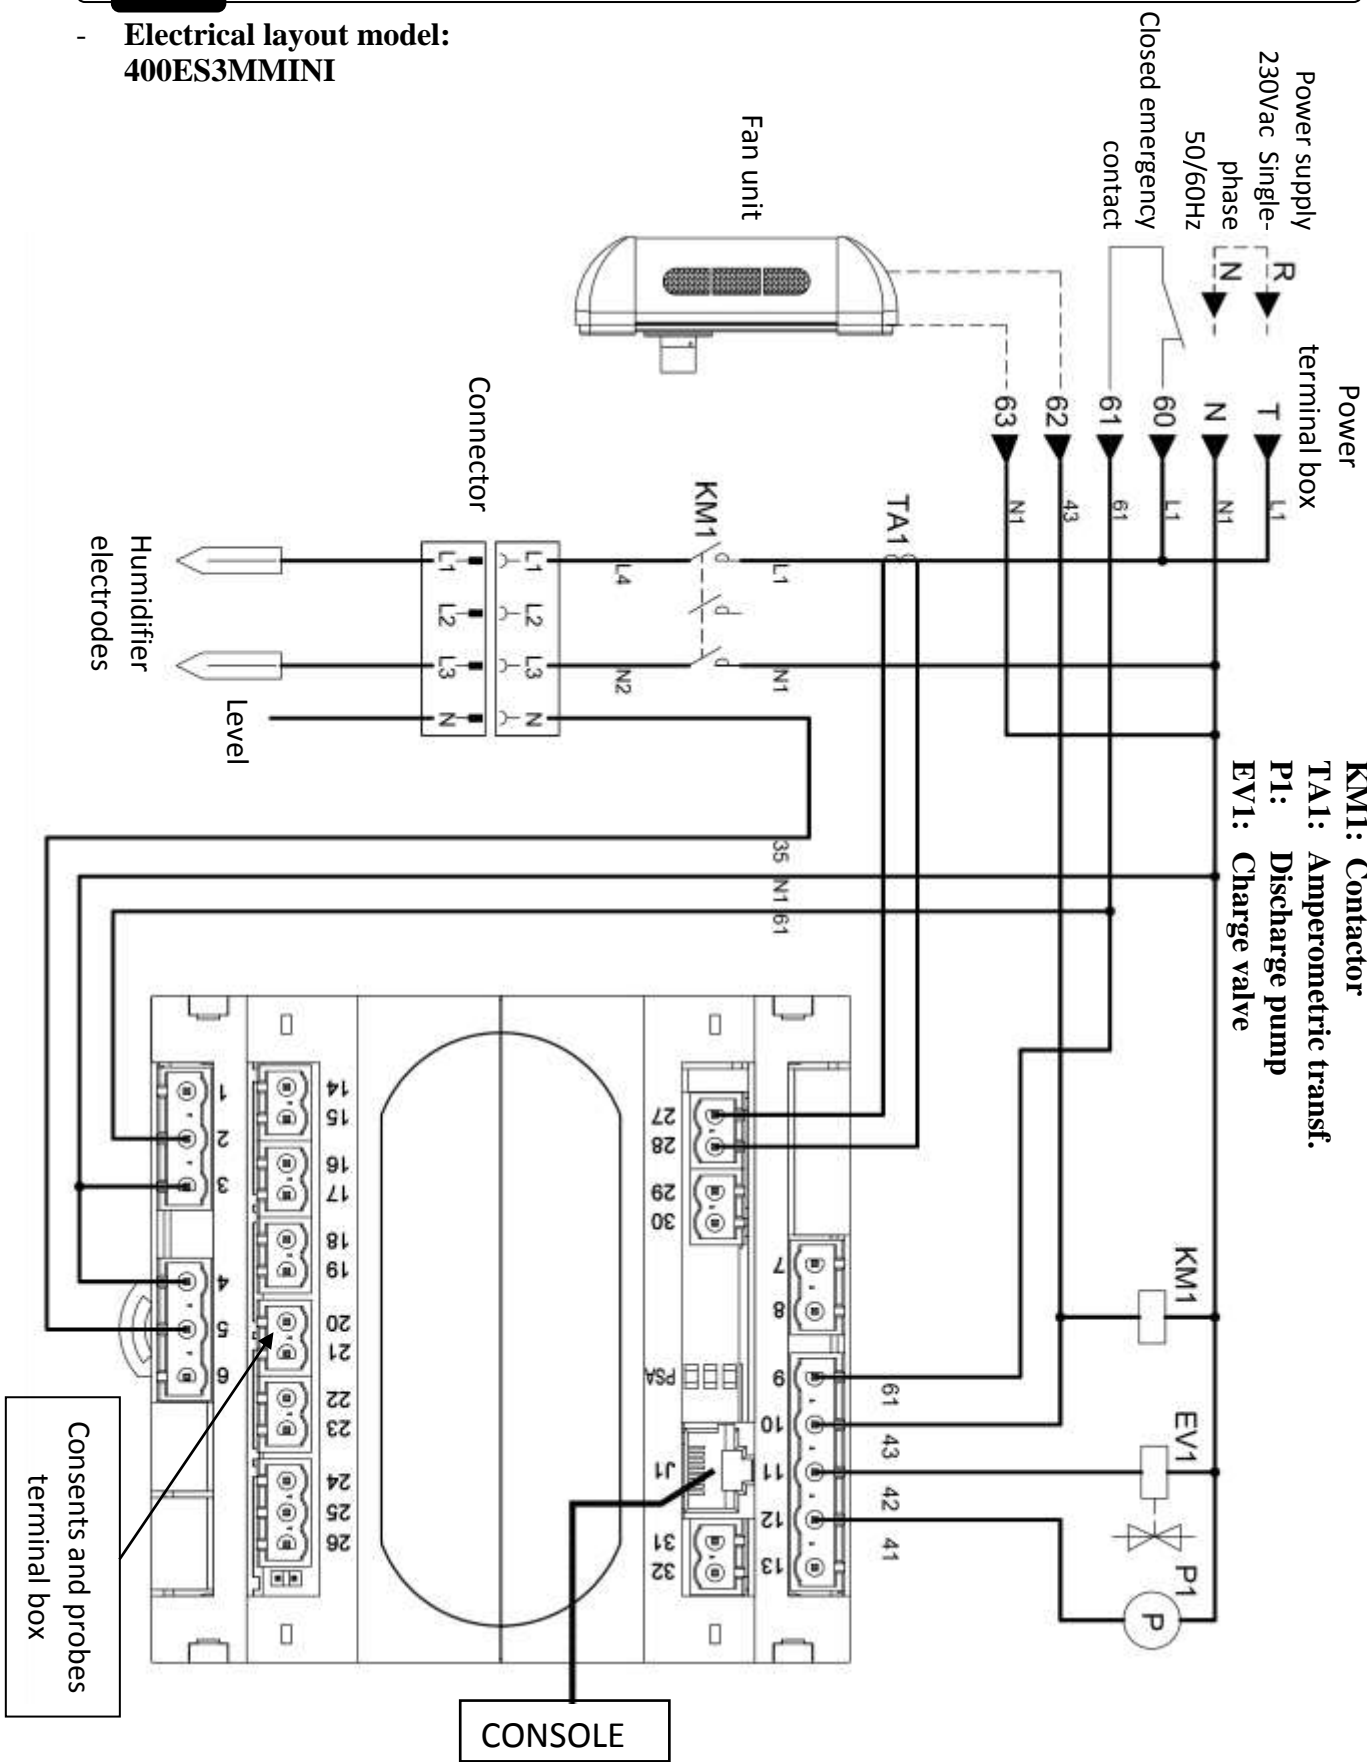 - Electrical layout model:
400ES3MMINI
Power supply
230Vac Single-
phase
50/60Hz
Closed emergency
contact
Fan unit
R
N
Power
terminal box
T
N
60
61
62
63
L1
N1
L1
61
43
N1
KM1: Contactor
TA1: Amperometric transf.
P1: Discharge pump
EV1: Charge valve
TA1
KM1
L1
N1
L4
N2
Connector
L1 L2 L3 N
L1 L2 L3 N
Humidifier
electrodes
Level
35 N1 61
1
2
3
4
5
6
14
15
16
17
18
19
20
21
22
23
24
25
26
27
28
29
30
PSA
J1
31
32
7
8
9
10
11
12
13
61
43
42
41
KM1
EV1
P1
P
Consents and probes
terminal box
CONSOLE